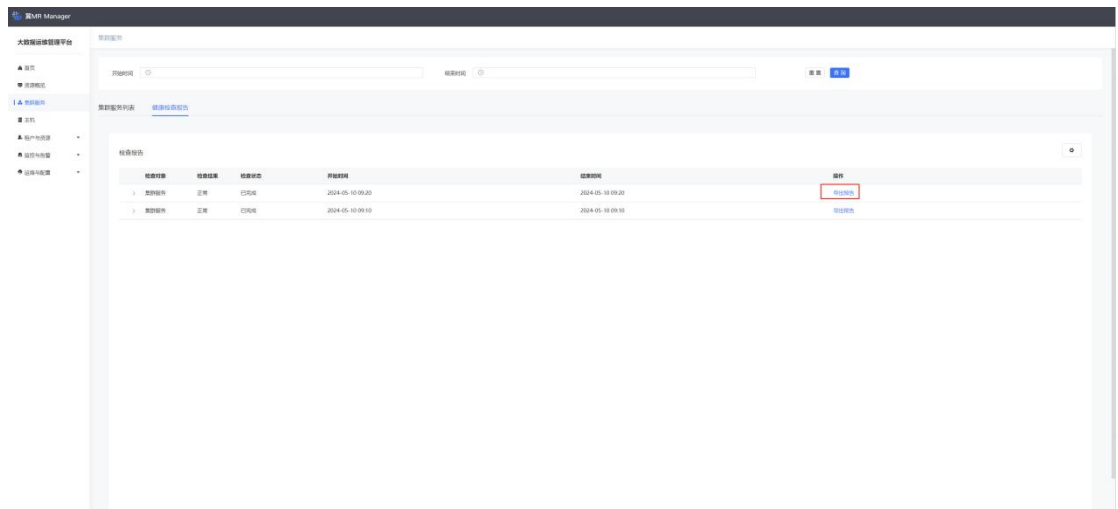 翼MR Manager
大数据运维管理平台
首页
资源概览
集群服务
主机
租户与资源
监控与告警
运维与配置
集群服务
开始时间
结束时间
重置
查询
集群服务列表 健康检查报告
检查报告
检查对象 检查结果 检查状态 开始时间 结束时间 操作
集群服务 正常 已完成 2024-05-10 09:20 2024-05-10 09:20 导出报告
集群服务 正常 已完成 2024-05-10 09:10 2024-05-10 09:10 导出报告